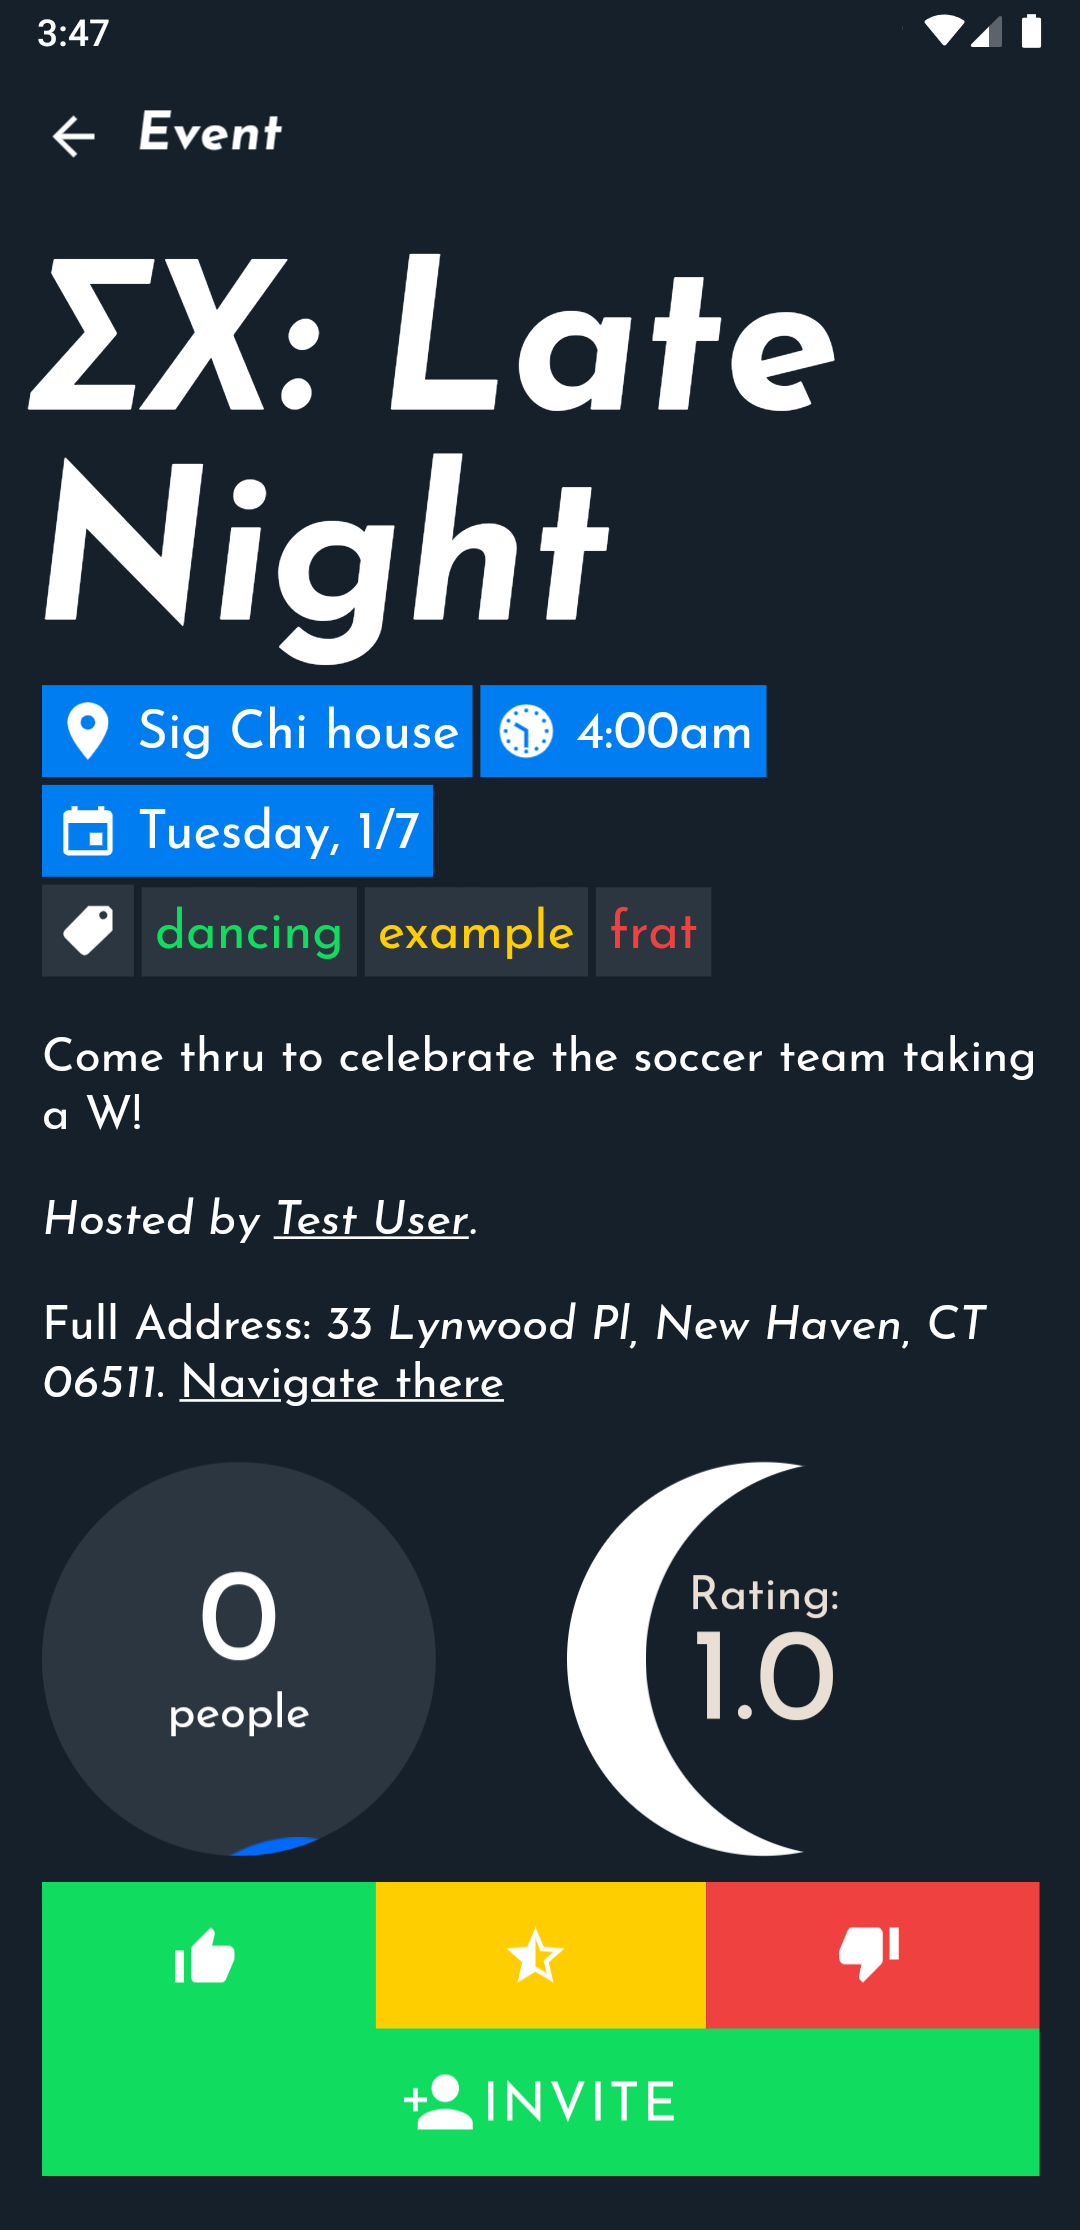 3:47
Event
ΣX: Late
Night
Sig Chi house 4:00am
Tuesday, 1/7
dancing example frat
Come thru to celebrate the soccer team taking
a W!
Hosted by Test User.
Full Address: 33 Lynwood Pl, New Haven, CT
06511. Navigate there
0
people
Rating:
1.0
INVITE